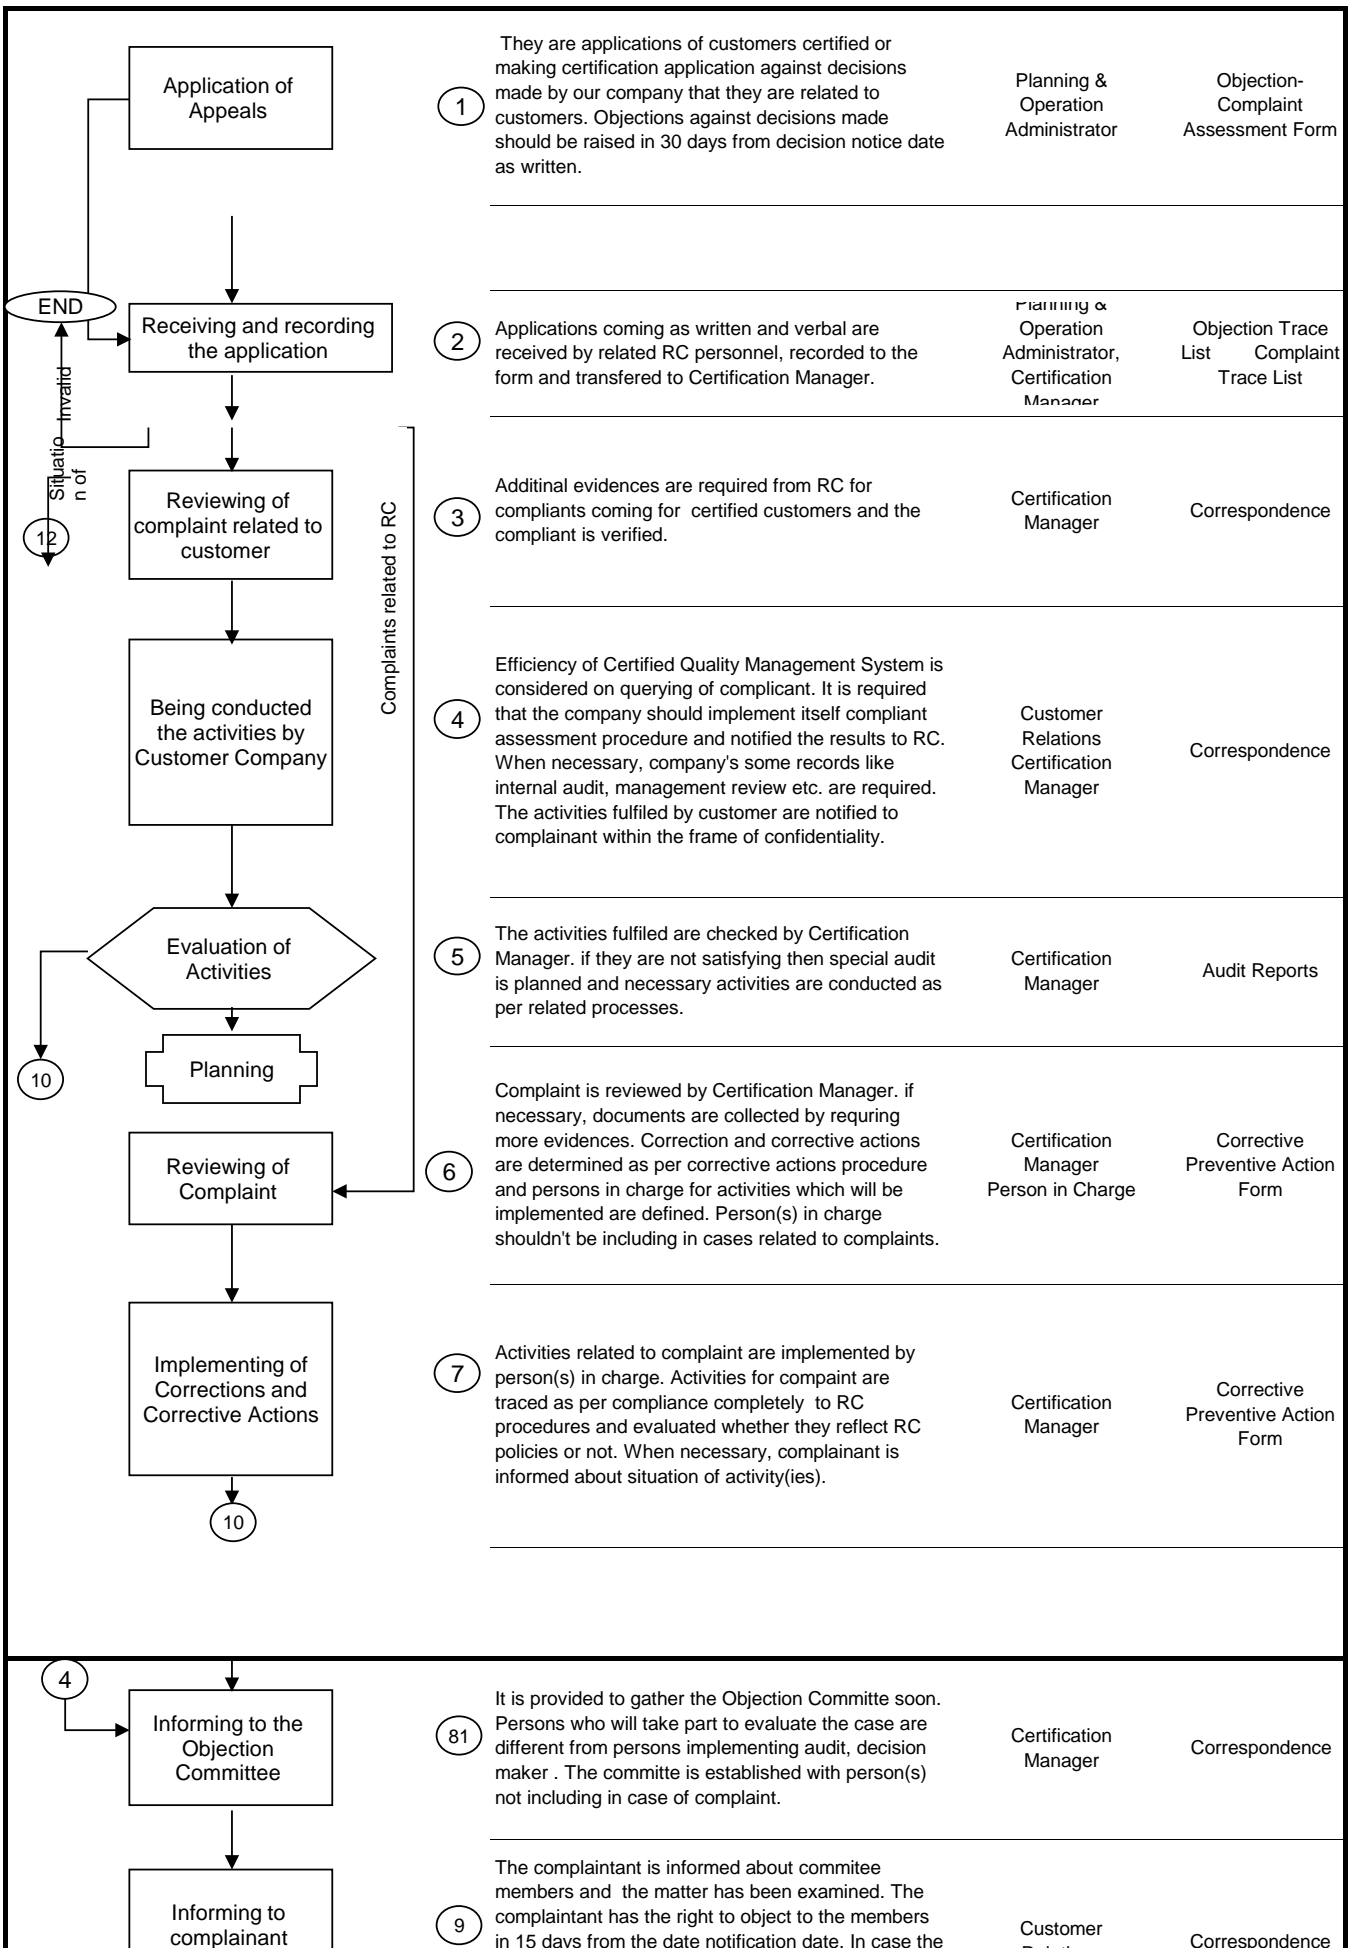 Application of
Appeals
1
They are applications of customers certified or
making certification application against decisions
made by our company that they are related to
customers. Objections against decisions made
should be raised in 30 days from decision notice date
as written.
Planning &
Operation
Administrator
Objection-
Complaint
Assessment Form
END
Receiving and recording
the application
2
Applications coming as written and verbal are
received by related RC personnel, recorded to the
form and transfered to Certification Manager.
Planning &
Operation
Administrator,
Certification
Manager
Objection Trace
List Complaint
Trace List
Situatio Invalid
n of
12
Reviewing of
complaint related to
customer
Complaints related to RC
3
Additinal evidences are required from RC for
compliants coming for certified customers and the
compliant is verified.
Certification
Manager
Correspondence
Being conducted
the activities by
Customer Company
4
Efficiency of Certified Quality Management System is
considered on querying of complicant. It is required
that the company should implement itself compliant
assessment procedure and notified the results to RC.
When necessary, company's some records like
internal audit, management review etc. are required.
The activities fulfiled by customer are notified to
complainant within the frame of confidentiality.
Customer
Relations
Certification
Manager
Correspondence
Evaluation of
Activities
5
The activities fulfiled are checked by Certification
Manager. if they are not satisfying then special audit
is planned and necessary activities are conducted as
per related processes.
Certification
Manager
Audit Reports
10
Planning
Reviewing of
Complaint
6
Complaint is reviewed by Certification Manager. if
necessary, documents are collected by requring
more evidences. Correction and corrective actions
are determined as per corrective actions procedure
and persons in charge for activities which will be
implemented are defined. Person(s) in charge
shouldn't be including in cases related to complaints.
Certification
Manager
Person in Charge
Corrective
Preventive Action
Form
Implementing of
Corrections and
Corrective Actions
7
Activities related to complaint are implemented by
person(s) in charge. Activities for compaint are
traced as per compliance completely to RC
procedures and evaluated whether they reflect RC
policies or not. When necessary, complainant is
informed about situation of activity(ies).
Certification
Manager
Corrective
Preventive Action
Form
10
4
Informing to the
Objection
Committee
81
It is provided to gather the Objection Committe soon.
Persons who will take part to evaluate the case are
different from persons implementing audit, decision
maker . The committe is established with person(s)
not including in case of complaint.
Certification
Manager
Correspondence
Informing to
complainant
9
The complaintant is informed about commitee
members and the matter has been examined. The
complaintant has the right to object to the members
in 15 days from the date notification date. In case the
Customer
Correspondence